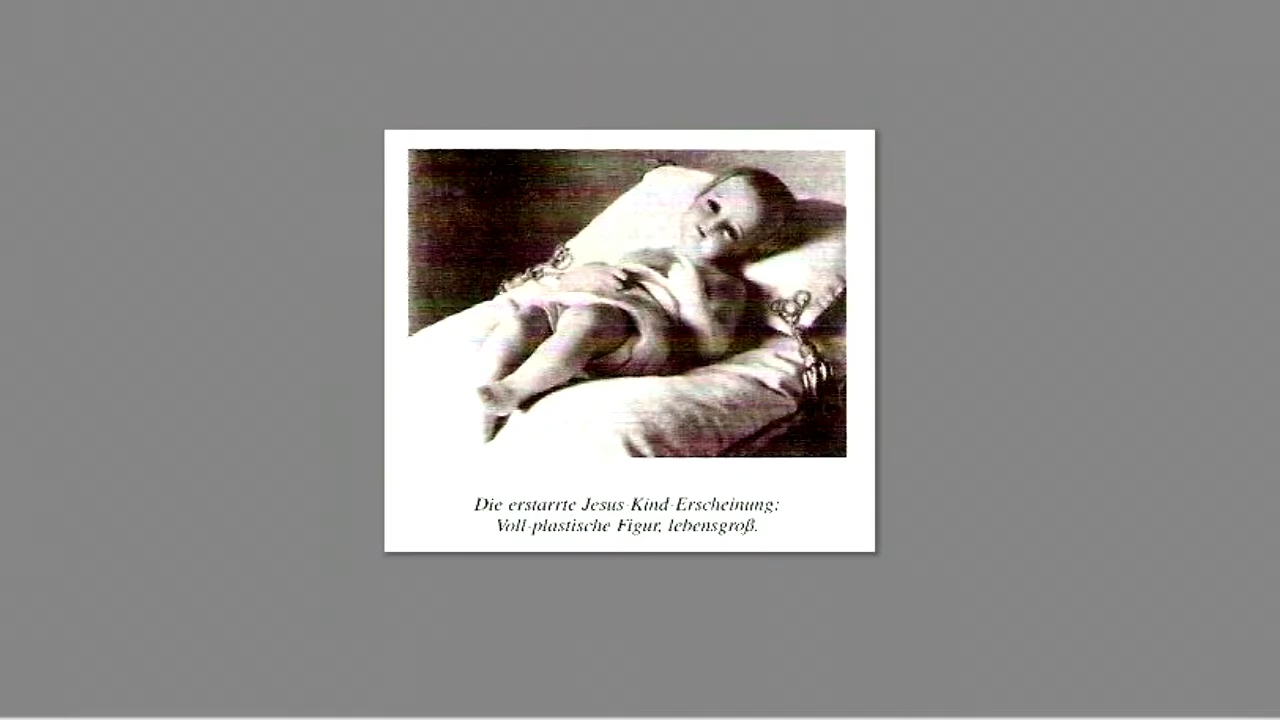 Die erstarrte Jesus-Kind-Erscheinung:
Voll-plastische Figur, lebensgroß.